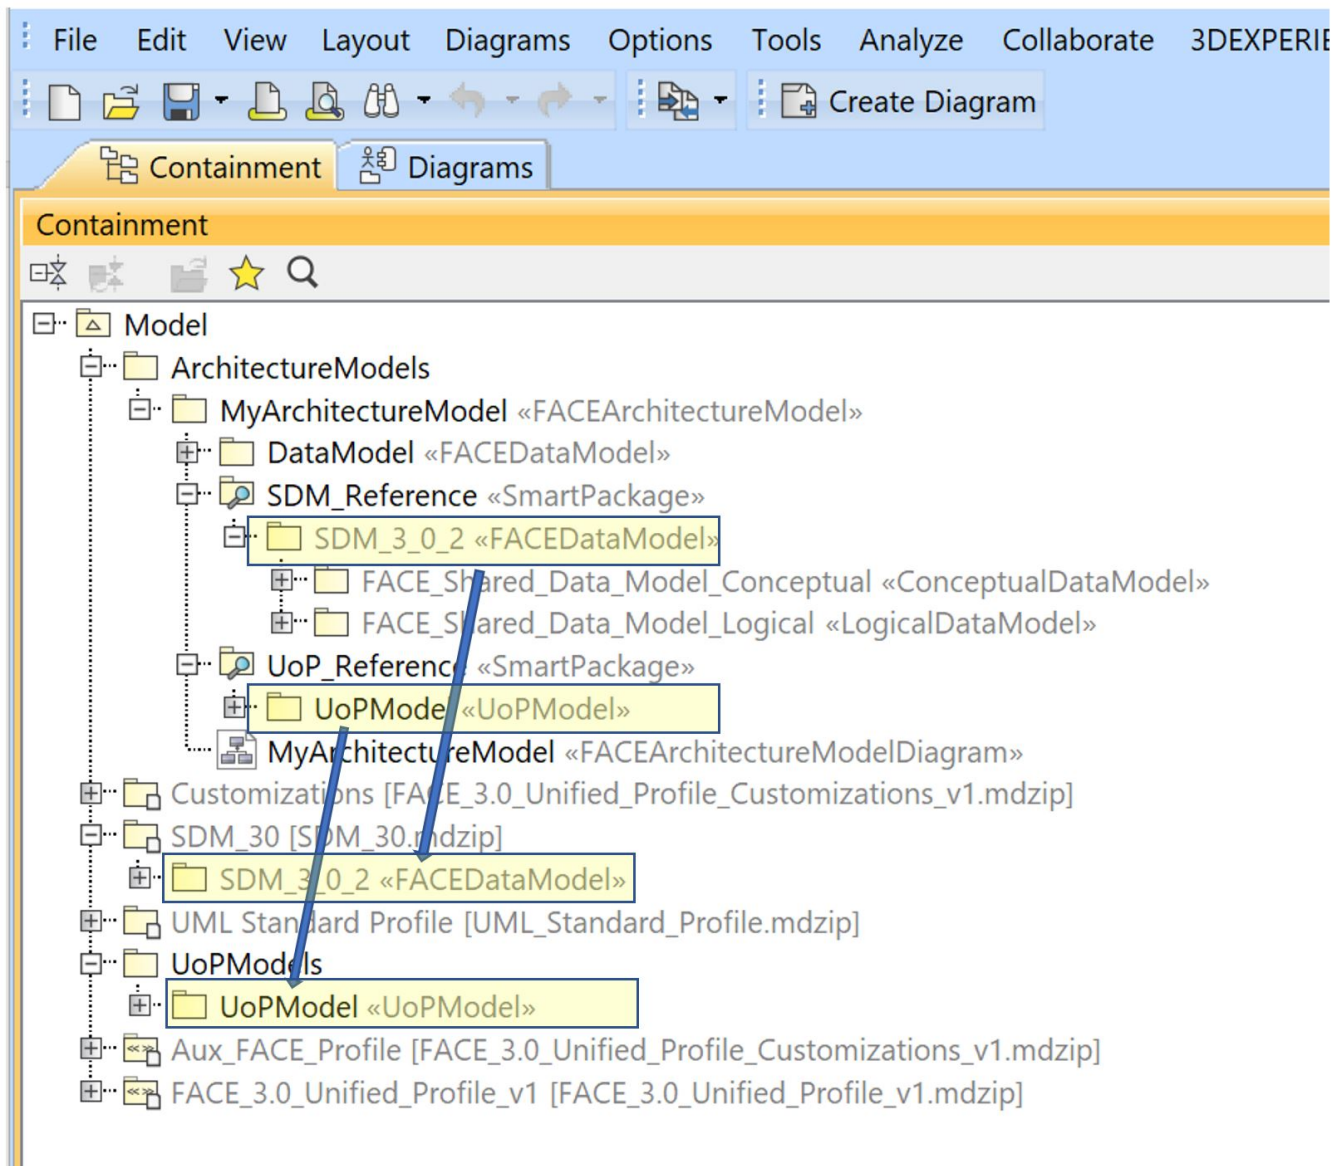 File Edit View Layout Diagrams Options Tools Analyze Collaborate 3DEXPERIE
Create Diagram
Containment Diagrams
Containment
Model
ArchitectureModels
MyArchitectureModel «FACEArchitectureModel»
DataModel «FACEDataModel»
SDM_Reference «SmartPackage»
SDM_3_0_2 «FACEDataModel»
FACE_Shared_Data_Model_Conceptual «ConceptualDataModel»
FACE_Shared_Data_Model_Logical «LogicalDataModel»
UoP_Reference «SmartPackage»
UoPModel «UoPModel»
MyArchitectureModel «FACEArchitectureModelDiagram»
Customizations [FACE_3.0_Unified_Profile_Customizations_v1.mdzip]
SDM_30 [SDM_30.mdzip]
SDM_3_0_2 «FACEDataModel»
UML Standard Profile [UML_Standard_Profile.mdzip]
UoPModels
UoPModel «UoPModel»
Aux_FACE_Profile [FACE_3.0_Unified_Profile_Customizations_v1.mdzip]
FACE_3.0_Unified_Profile_v1 [FACE_3.0_Unified_Profile_v1.mdzip]